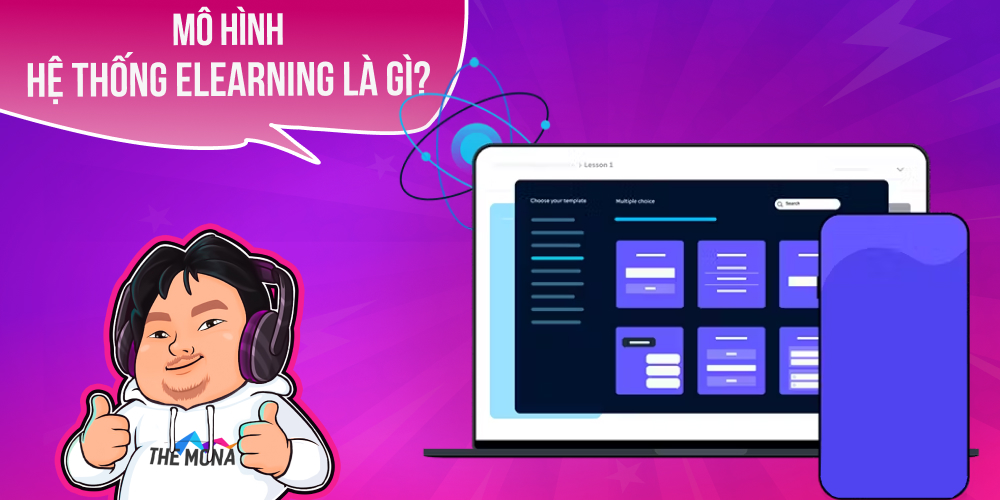 MÔ HÌNH
HỆ THỐNG ELEARNING LÀ GÌ?
› Lesson 1
Choose your template
Multiple choice
Search
THE MONA